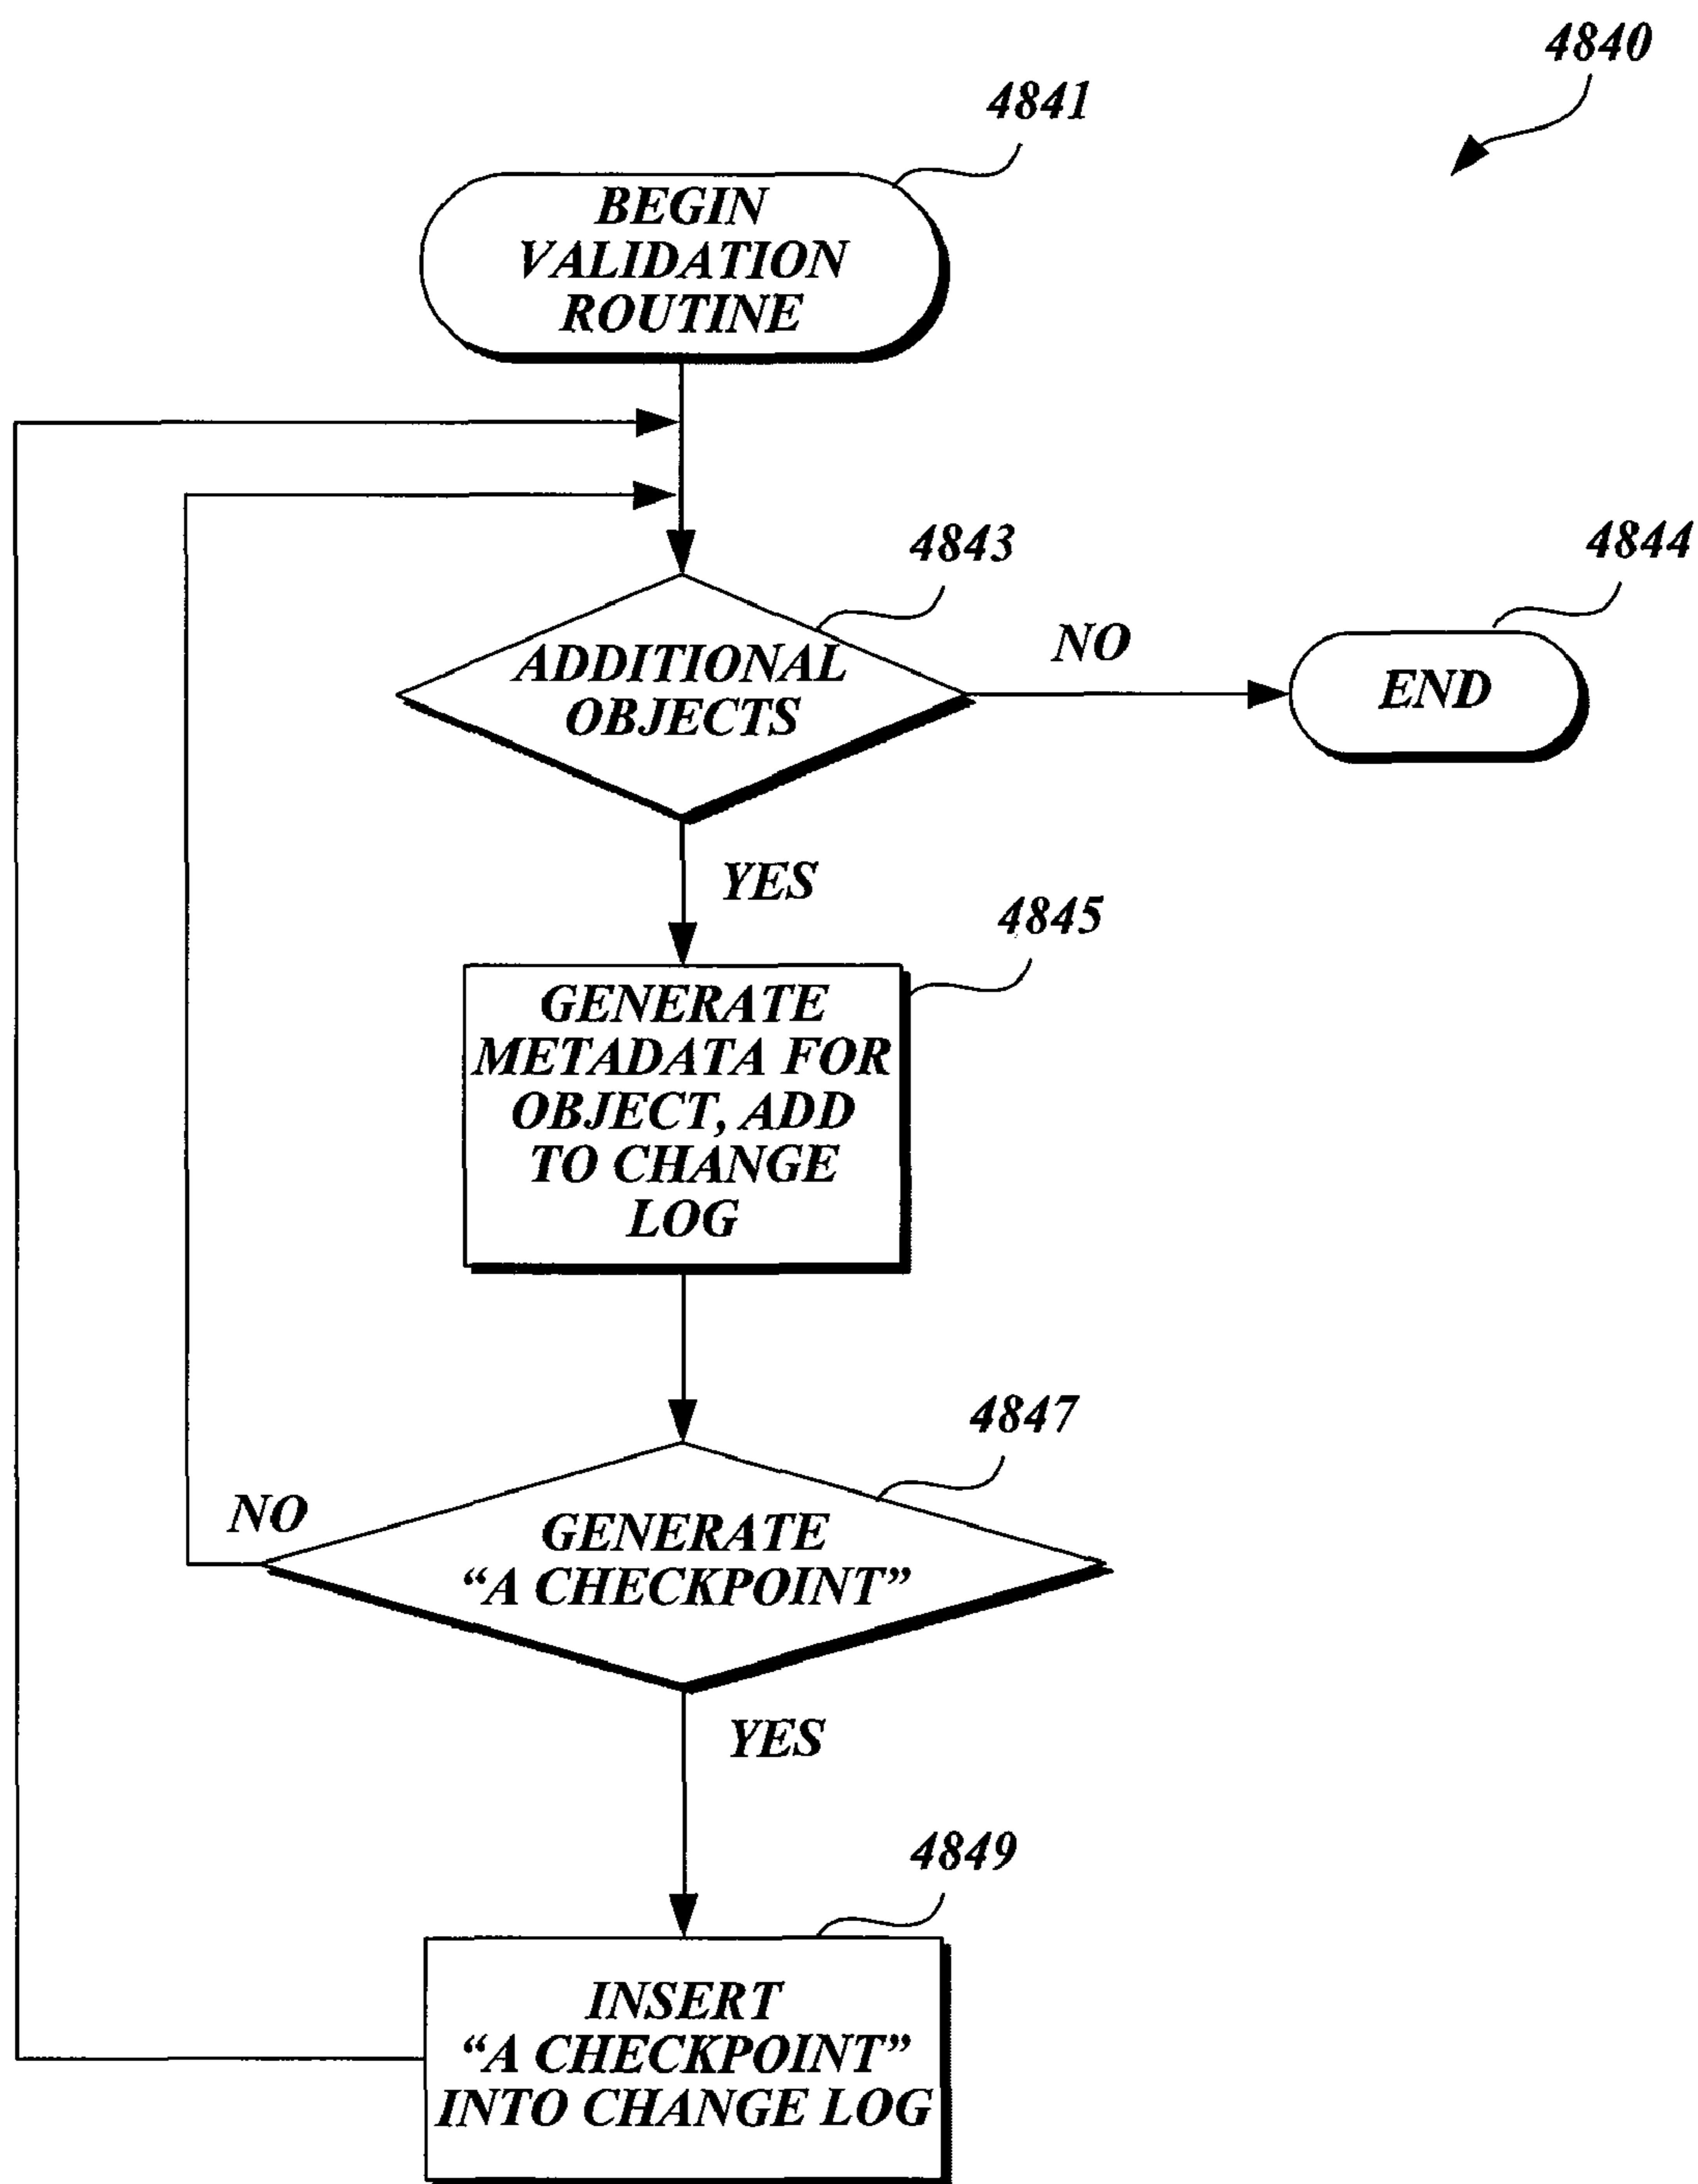 4840
4841
BEGIN
VALIDATION
ROUTINE
4843
4844
ADDITIONAL
OBJECTS
NO
END
YES
4845
GENERATE
METADATA FOR
OBJECT, ADD
TO CHANGE
LOG
4847
NO
GENERATE
“A CHECKPOINT”
YES
4849
INSERT
“A CHECKPOINT”
INTO CHANGE LOG